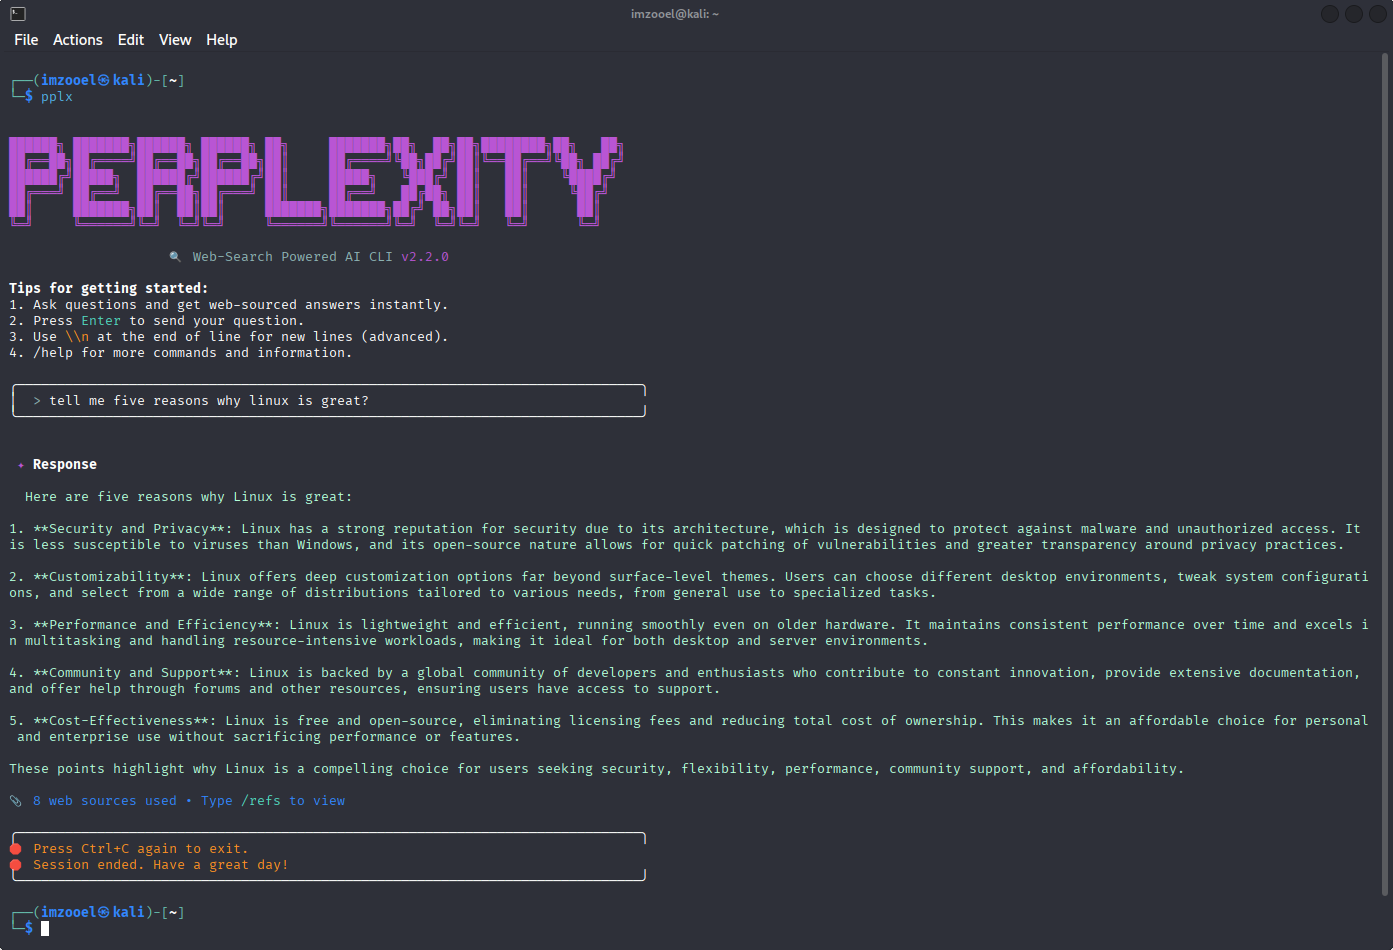 imzooel@kali: ~
File Actions Edit View Help
┌──(imzooel㉿kali)-[~]
└─$ pplx
PERPLEXITY
🔍 Web-Search Powered AI CLI v2.2.0
Tips for getting started:
1. Ask questions and get web-sourced answers instantly.
2. Press Enter to send your question.
3. Use \\n at the end of line for new lines (advanced).
4. /help for more commands and information.
> tell me five reasons why linux is great?
✦ Response
Here are five reasons why Linux is great:
1. **Security and Privacy**: Linux has a strong reputation for security due to its architecture, which is designed to protect against malware and unauthorized access. It
is less susceptible to viruses than Windows, and its open-source nature allows for quick patching of vulnerabilities and greater transparency around privacy practices.
2. **Customizability**: Linux offers deep customization options far beyond surface-level themes. Users can choose different desktop environments, tweak system configurati
ons, and select from a wide range of distributions tailored to various needs, from general use to specialized tasks.
3. **Performance and Efficiency**: Linux is lightweight and efficient, running smoothly even on older hardware. It maintains consistent performance over time and excels i
n multitasking and handling resource-intensive workloads, making it ideal for both desktop and server environments.
4. **Community and Support**: Linux is backed by a global community of developers and enthusiasts who contribute to constant innovation, provide extensive documentation,
and offer help through forums and other resources, ensuring users have access to support.
5. **Cost-Effectiveness**: Linux is free and open-source, eliminating licensing fees and reducing total cost of ownership. This makes it an affordable choice for personal
and enterprise use without sacrificing performance or features.
These points highlight why Linux is a compelling choice for users seeking security, flexibility, performance, community support, and affordability.
📎 8 web sources used • Type /refs to view
🛑 Press Ctrl+C again to exit.
🛑 Session ended. Have a great day!
┌──(imzooel㉿kali)-[~]
└─$